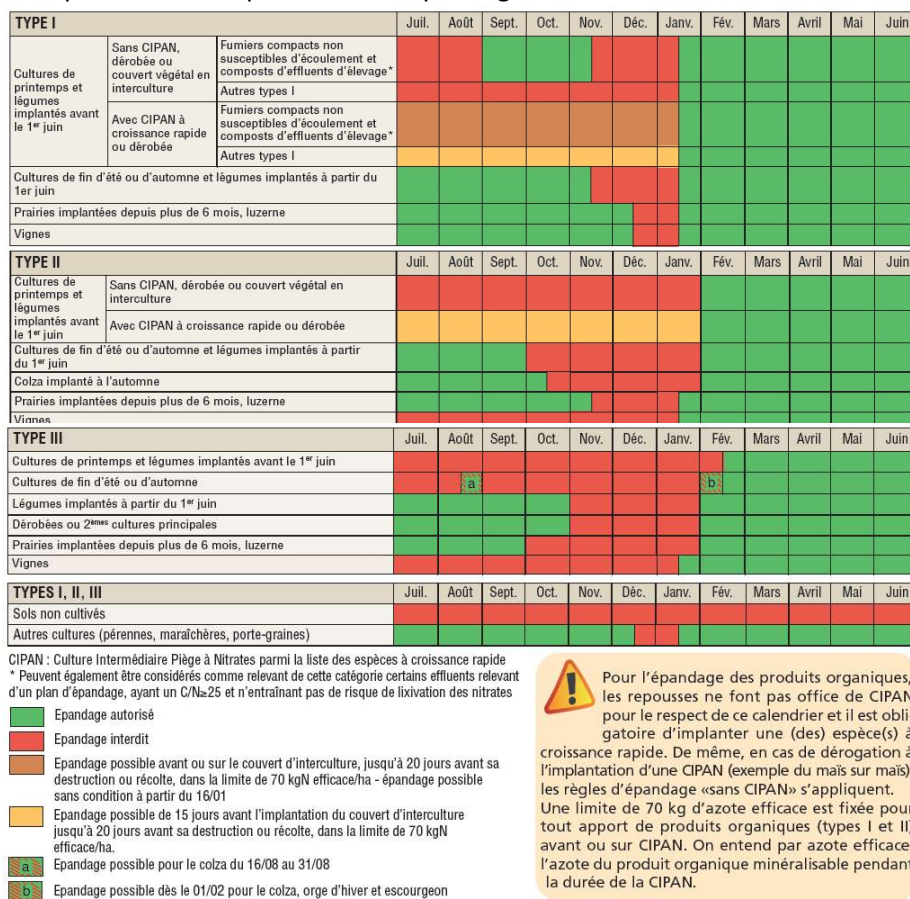 TYPE I Juil. Août Sept. Oct. Nov. Déc. Janv. Fév. Mars Avril Mai Juin
Cultures de
printemps et
légumes
implantés avant
le 1er juin
Sans CIPAN,
dérobée ou
couvert végétal en
interculture
Fumiers compacts non
susceptibles d'écoulement et
composts d'effluents d'élevage*
Autres types I
Avec CIPAN à
croissance rapide
ou dérobée
Fumiers compacts non
susceptibles d'écoulement et
composts d'effluents d'élevage*
Autres types I
Cultures de fin d'été ou d'automne et légumes implantés à partir du
1er juin
Prairies implantées depuis plus de 6 mois, luzerne
Vignes
TYPE II Juil. Août Sept. Oct. Nov. Déc. Janv. Fév. Mars Avril Mai Juin
Cultures de
printemps et
légumes
implantés avant
le 1er juin
Sans CIPAN, dérobée ou couvert végétal en
interculture
Avec CIPAN à croissance rapide ou dérobée
Cultures de fin d'été ou d'automne et légumes implantés à partir
du 1er juin
Colza implanté à l'automne
Prairies implantées depuis plus de 6 mois, luzerne
Vignes
TYPE III Juil. Août Sept. Oct. Nov. Déc. Janv. Fév. Mars Avril Mai Juin
Cultures de printemps et légumes implantés avant le 1er juin
Cultures de fin d'été ou d'automne a b
Légumes implantés à partir du 1er juin
Dérobées ou 2èmes cultures principales
Prairies implantées depuis plus de 6 mois, luzerne
Vignes
TYPES I, II, III Juil. Août Sept. Oct. Nov. Déc. Janv. Fév. Mars Avril Mai Juin
Sols non cultivés
Autres cultures (pérennes, maraîchères, porte-graines)
CIPAN : Culture Intermédiaire Piège à Nitrates parmi la liste des espèces à croissance rapide
* Peuvent également être considérés comme relevant de cette catégorie certains effluents relevant
d'un plan d'épandage, ayant un C/N≥25 et n'entraînant pas de risque de lixivation des nitrates
Epandage autorisé
Epandage interdit
Epandage possible avant ou sur le couvert d'interculture, jusqu'à 20 jours avant sa
destruction ou récolte, dans la limite de 70 kgN efficace/ha - épandage possible
sans condition à partir du 16/01
Epandage possible de 15 jours avant l'implantation du couvert d'interculture
jusqu'à 20 jours avant sa destruction ou récolte, dans la limite de 70 kgN
efficace/ha.
a Epandage possible pour le colza du 16/08 au 31/08
b Epandage possible dès le 01/02 pour le colza, orge d'hiver et escourgeon
Pour l'épandage des produits organiques,
les repousses ne font pas office de CIPAN
pour le respect de ce calendrier et il est obli-
gatoire d'implanter une (des) espèce(s) à
croissance rapide. De même, en cas de dérogation à
l'implantation d'une CIPAN (exemple du maïs sur maïs)
les règles d'épandage «sans CIPAN» s'appliquent.
Une limite de 70 kg d'azote efficace est fixée pour
tout apport de produits organiques (types I et II)
avant ou sur CIPAN. On entend par azote efficace
l'azote du produit organique minéralisable pendant
la durée de la CIPAN.